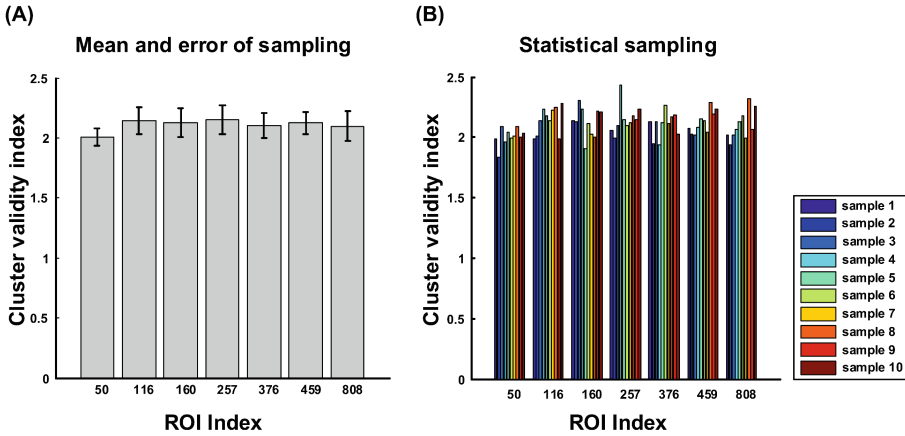 (A)
Mean and error of sampling
Cluster validity index
2.5
2
1.5
1
0.5
0
50 116 160 257 376 459 808
ROI Index
(B)
Statistical sampling
Cluster validity index
2.5
2
1.5
1
0.5
0
50 116 160 257 376 459 808
ROI Index
sample 1
sample 2
sample 3
sample 4
sample 5
sample 6
sample 7
sample 8
sample 9
sample 10